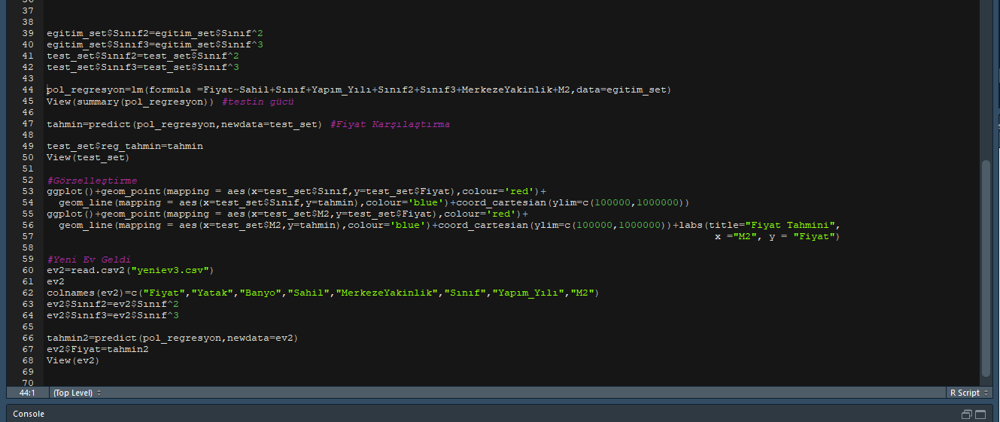 36
37
38
39 egitim_set$Sınıf2=egitim_set$Sınıf^2
40 egitim_set$Sınıf3=egitim_set$Sınıf^3
41 test_set$Sınıf2=test_set$Sınıf^2
42 test_set$Sınıf3=test_set$Sınıf^3
43
44 pol_regresyon=lm(formula =Fiyat~Sahil+Sınıf+Yapım_Yılı+Sınıf2+Sınıf3+MerkezeYakinlik+M2,data=egitim_set)
45 View(summary(pol_regresyon)) #testin gücü
46
47 tahmin=predict(pol_regresyon,newdata=test_set) #Fiyat Karşılaştırma
48
49 test_set$reg_tahmin=tahmin
50 View(test_set)
51
52 #Görselleştirme
53 ggplot()+geom_point(mapping = aes(x=test_set$Sınıf,y=test_set$Fiyat),colour='red')+
54 geom_line(mapping = aes(x=test_set$Sınıf,y=tahmin),colour='blue')+coord_cartesian(ylim=c(100000,1000000))
55 ggplot()+geom_point(mapping = aes(x=test_set$M2,y=test_set$Fiyat),colour='red')+
56 geom_line(mapping = aes(x=test_set$M2,y=tahmin),colour='blue')+coord_cartesian(ylim=c(100000,1000000))+labs(title="Fiyat Tahmini",
57 x ="M2", y = "Fiyat")
58
59 #Yeni Ev Geldi
60 ev2=read.csv2("yeniev3.csv")
61 ev2
62 colnames(ev2)=c("Fiyat","Yatak","Banyo","Sahil","MerkezeYakinlik","Sınıf","Yapım_Yılı","M2")
63 ev2$Sınıf2=ev2$Sınıf^2
64 ev2$Sınıf3=ev2$Sınıf^3
65
66 tahmin2=predict(pol_regresyon,newdata=ev2)
67 ev2$Fiyat=tahmin2
68 View(ev2)
69
70
44:1 (Top Level) R Script
Console